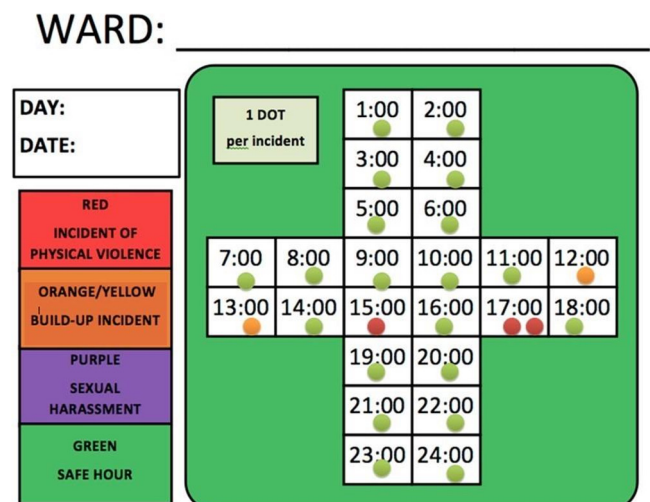 WARD:
DAY:
DATE:
1 DOT
per incident
1:00 2:00
3:00 4:00
5:00 6:00
7:00 8:00 9:00 10:00 11:00 12:00
13:00 14:00 15:00 16:00 17:00 18:00
19:00 20:00
21:00 22:00
23:00 24:00
RED
INCIDENT OF
PHYSICAL VIOLENCE
ORANGE/YELLOW
BUILD-UP INCIDENT
PURPLE
SEXUAL
HARASSMENT
GREEN
SAFE HOUR